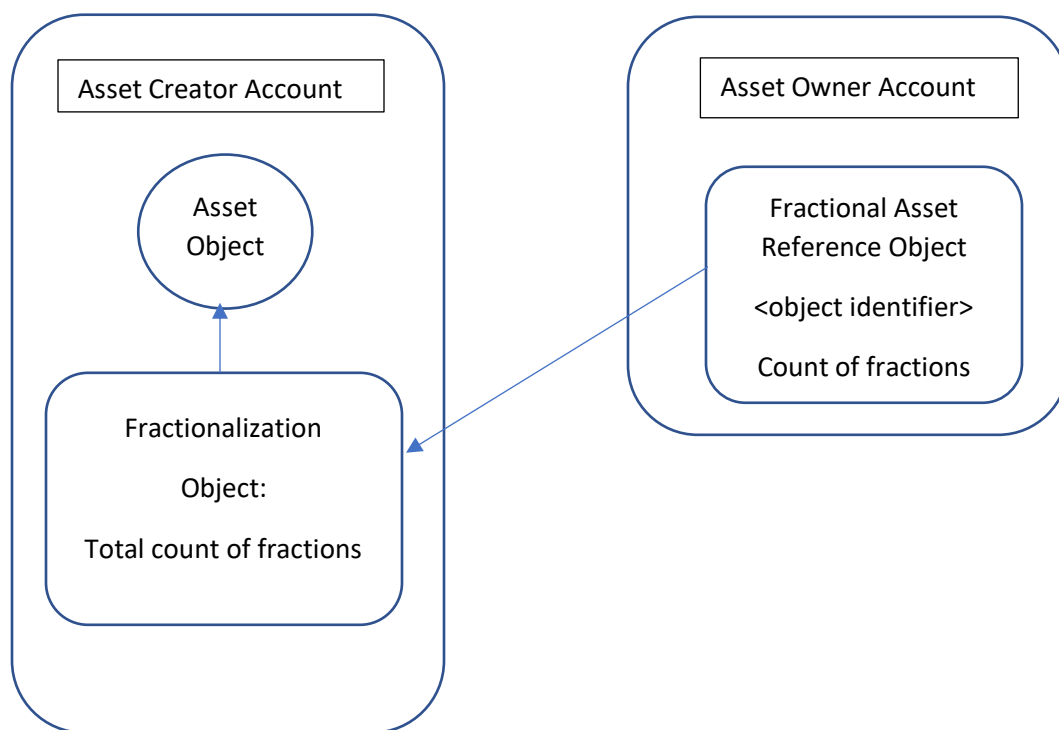 Asset Creator Account
Asset
Object
Fractionalization
Object:
Total count of fractions
Asset Owner Account
Fractional Asset
Reference Object
<object identifier>
Count of fractions